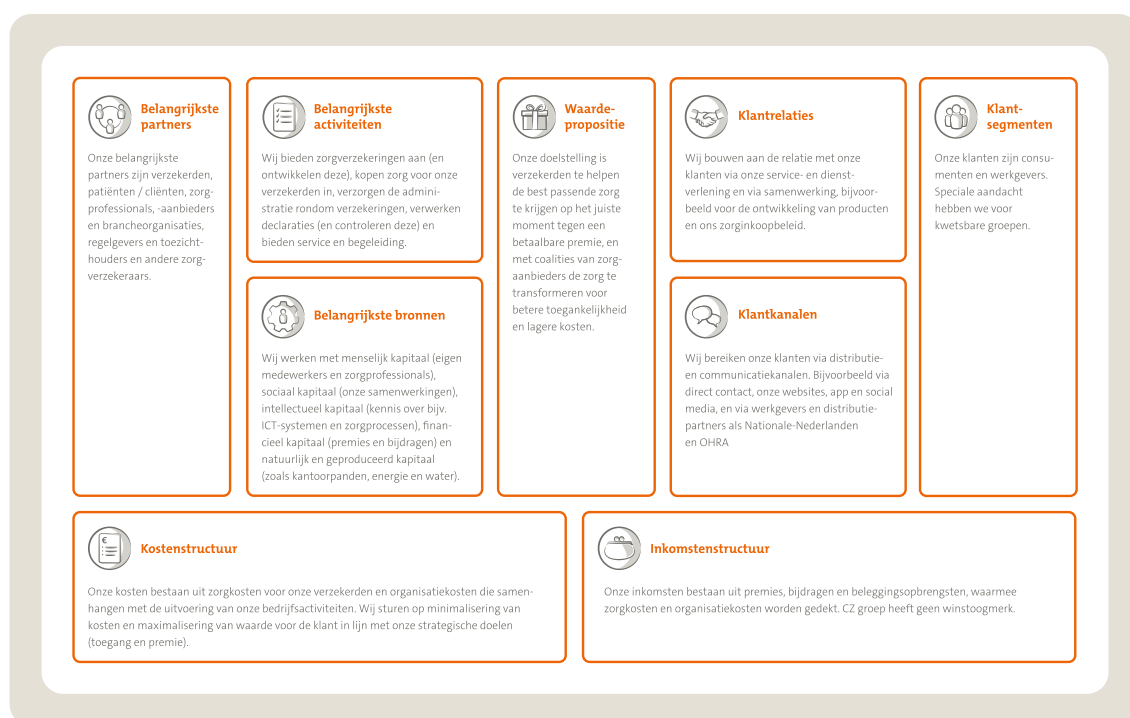 Belangrijkste
partners
Onze belangrijkste
partners zijn verzekerden,
patiënten / cliënten, zorg-
professionals, -aanbieders
en brancheorganisaties,
regelgevers en toezicht-
houders en andere zorg-
verzekeraars.
Belangrijkste
activiteiten
Wij bieden zorgverzekeringen aan (en
ontwikkelen deze), kopen zorg voor onze
verzekerden in, verzorgen de admini-
stratie rondom verzekeringen, verwerken
declaraties (en controleren deze) en
bieden service en begeleiding.
Belangrijkste bronnen
Wij werken met menselijk kapitaal (eigen
medewerkers en zorgprofessionals),
sociaal kapitaal (onze samenwerkingen),
intellectueel kapitaal (kennis over bijv.
ICT-systemen en zorgprocessen), finan-
cieel kapitaal (premies en bijdragen) en
natuurlijk en geproduceerd kapitaal
(zoals kantoorpanden, energie en water).
Waarde-
propositie
Onze doelstelling is
verzekerden te helpen
de best passende zorg
te krijgen op het juiste
moment tegen een
betaalbare premie, en
met coalities van zorg-
aanbieders de zorg te
transformeren voor
betere toegankelijkheid
en lagere kosten.
Klantrelaties
Wij bouwen aan de relatie met onze
klanten via onze service- en dienst-
verlening en via samenwerking, bijvoor-
beeld voor de ontwikkeling van producten
en ons zorginkoopbeleid.
Klantkanalen
Wij bereiken onze klanten via distributie-
en communicatiekanalen. Bijvoorbeeld via
direct contact, onze websites, app en social
media, en via werkgevers en distributie-
partners als Nationale-Nederlanden
en OHRA
Klant-
segmenten
Onze klanten zijn consu-
menten en werkgevers.
Speciale aandacht
hebben we voor
kwetsbare groepen.
€
Kostenstructuur
Onze kosten bestaan uit zorgkosten voor onze verzekerden en organisatiekosten die samen-
hangen met de uitvoering van onze bedrijfsactiviteiten. Wij sturen op minimalisering van
kosten en maximalisering van waarde voor de klant in lijn met onze strategische doelen
(toegang en premie).
Inkomstenstructuur
Onze inkomsten bestaan uit premies, bijdragen en beleggingsopbrengsten, waarmee
zorgkosten en organisatiekosten worden gedekt. CZ groep heeft geen winstoogmerk.